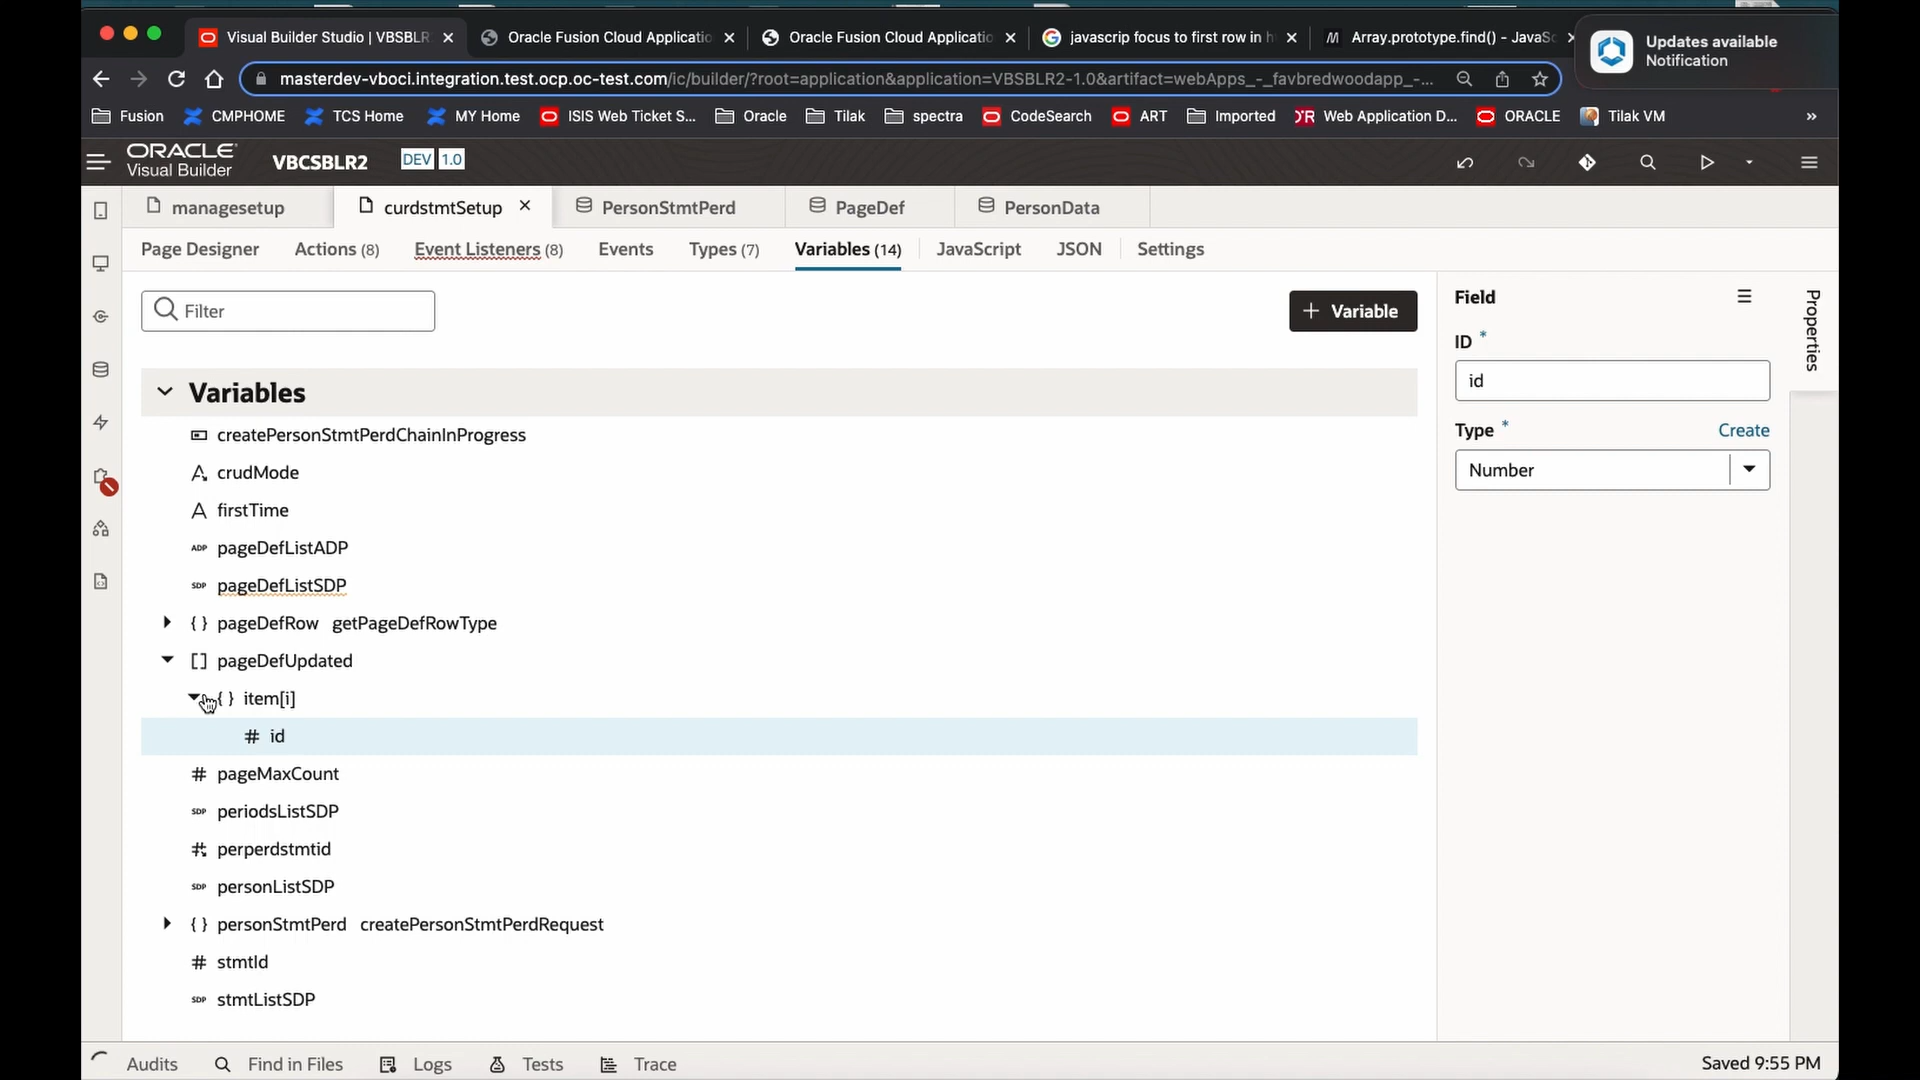 Visual Builder Studio | VBSBLR
Oracle Fusion Cloud Applicatio
Oracle Fusion Cloud Applicatio
javascrip focus to first row in h
Array.prototype.find() - JavaSc
Updates available
Notification
masterdev-vboci.integration.test.ocp.oc-test.com/ic/builder/?root=application&application=VBSBLR2-1.0&artifact=webApps_-_favbredwoodapp_-...
Fusion
CMPHOME
TCS Home
MY Home
ISIS Web Ticket S...
Oracle
Tilak
spectra
CodeSearch
ART
Imported
Web Application D...
ORACLE
Tilak VM
»
ORACLE
Visual Builder
VBCSBLR2
DEV
1.0
managesetup
curdstmtSetup
PersonStmtPerd
PageDef
PersonData
Page Designer
Actions (8)
Event Listeners (8)
Events
Types (7)
Variables (14)
JavaScript
JSON
Settings
Filter
+ Variable
Variables
createPersonStmtPerdChainInProgress
crudMode
firstTime
ADP pageDefListADP
SDP pageDefListSDP
{ } pageDefRow getPageDefRowType
[ ] pageDefUpdated
{ } item[i]
# id
# pageMaxCount
SDP periodsListSDP
perperdstmtid
SDP personListSDP
{ } personStmtPerd createPersonStmtPerdRequest
# stmtId
SDP stmtListSDP
Field
ID *
id
Type *
Create
Number
Properties
Audits
Find in Files
Logs
Tests
Trace
Saved 9:55 PM